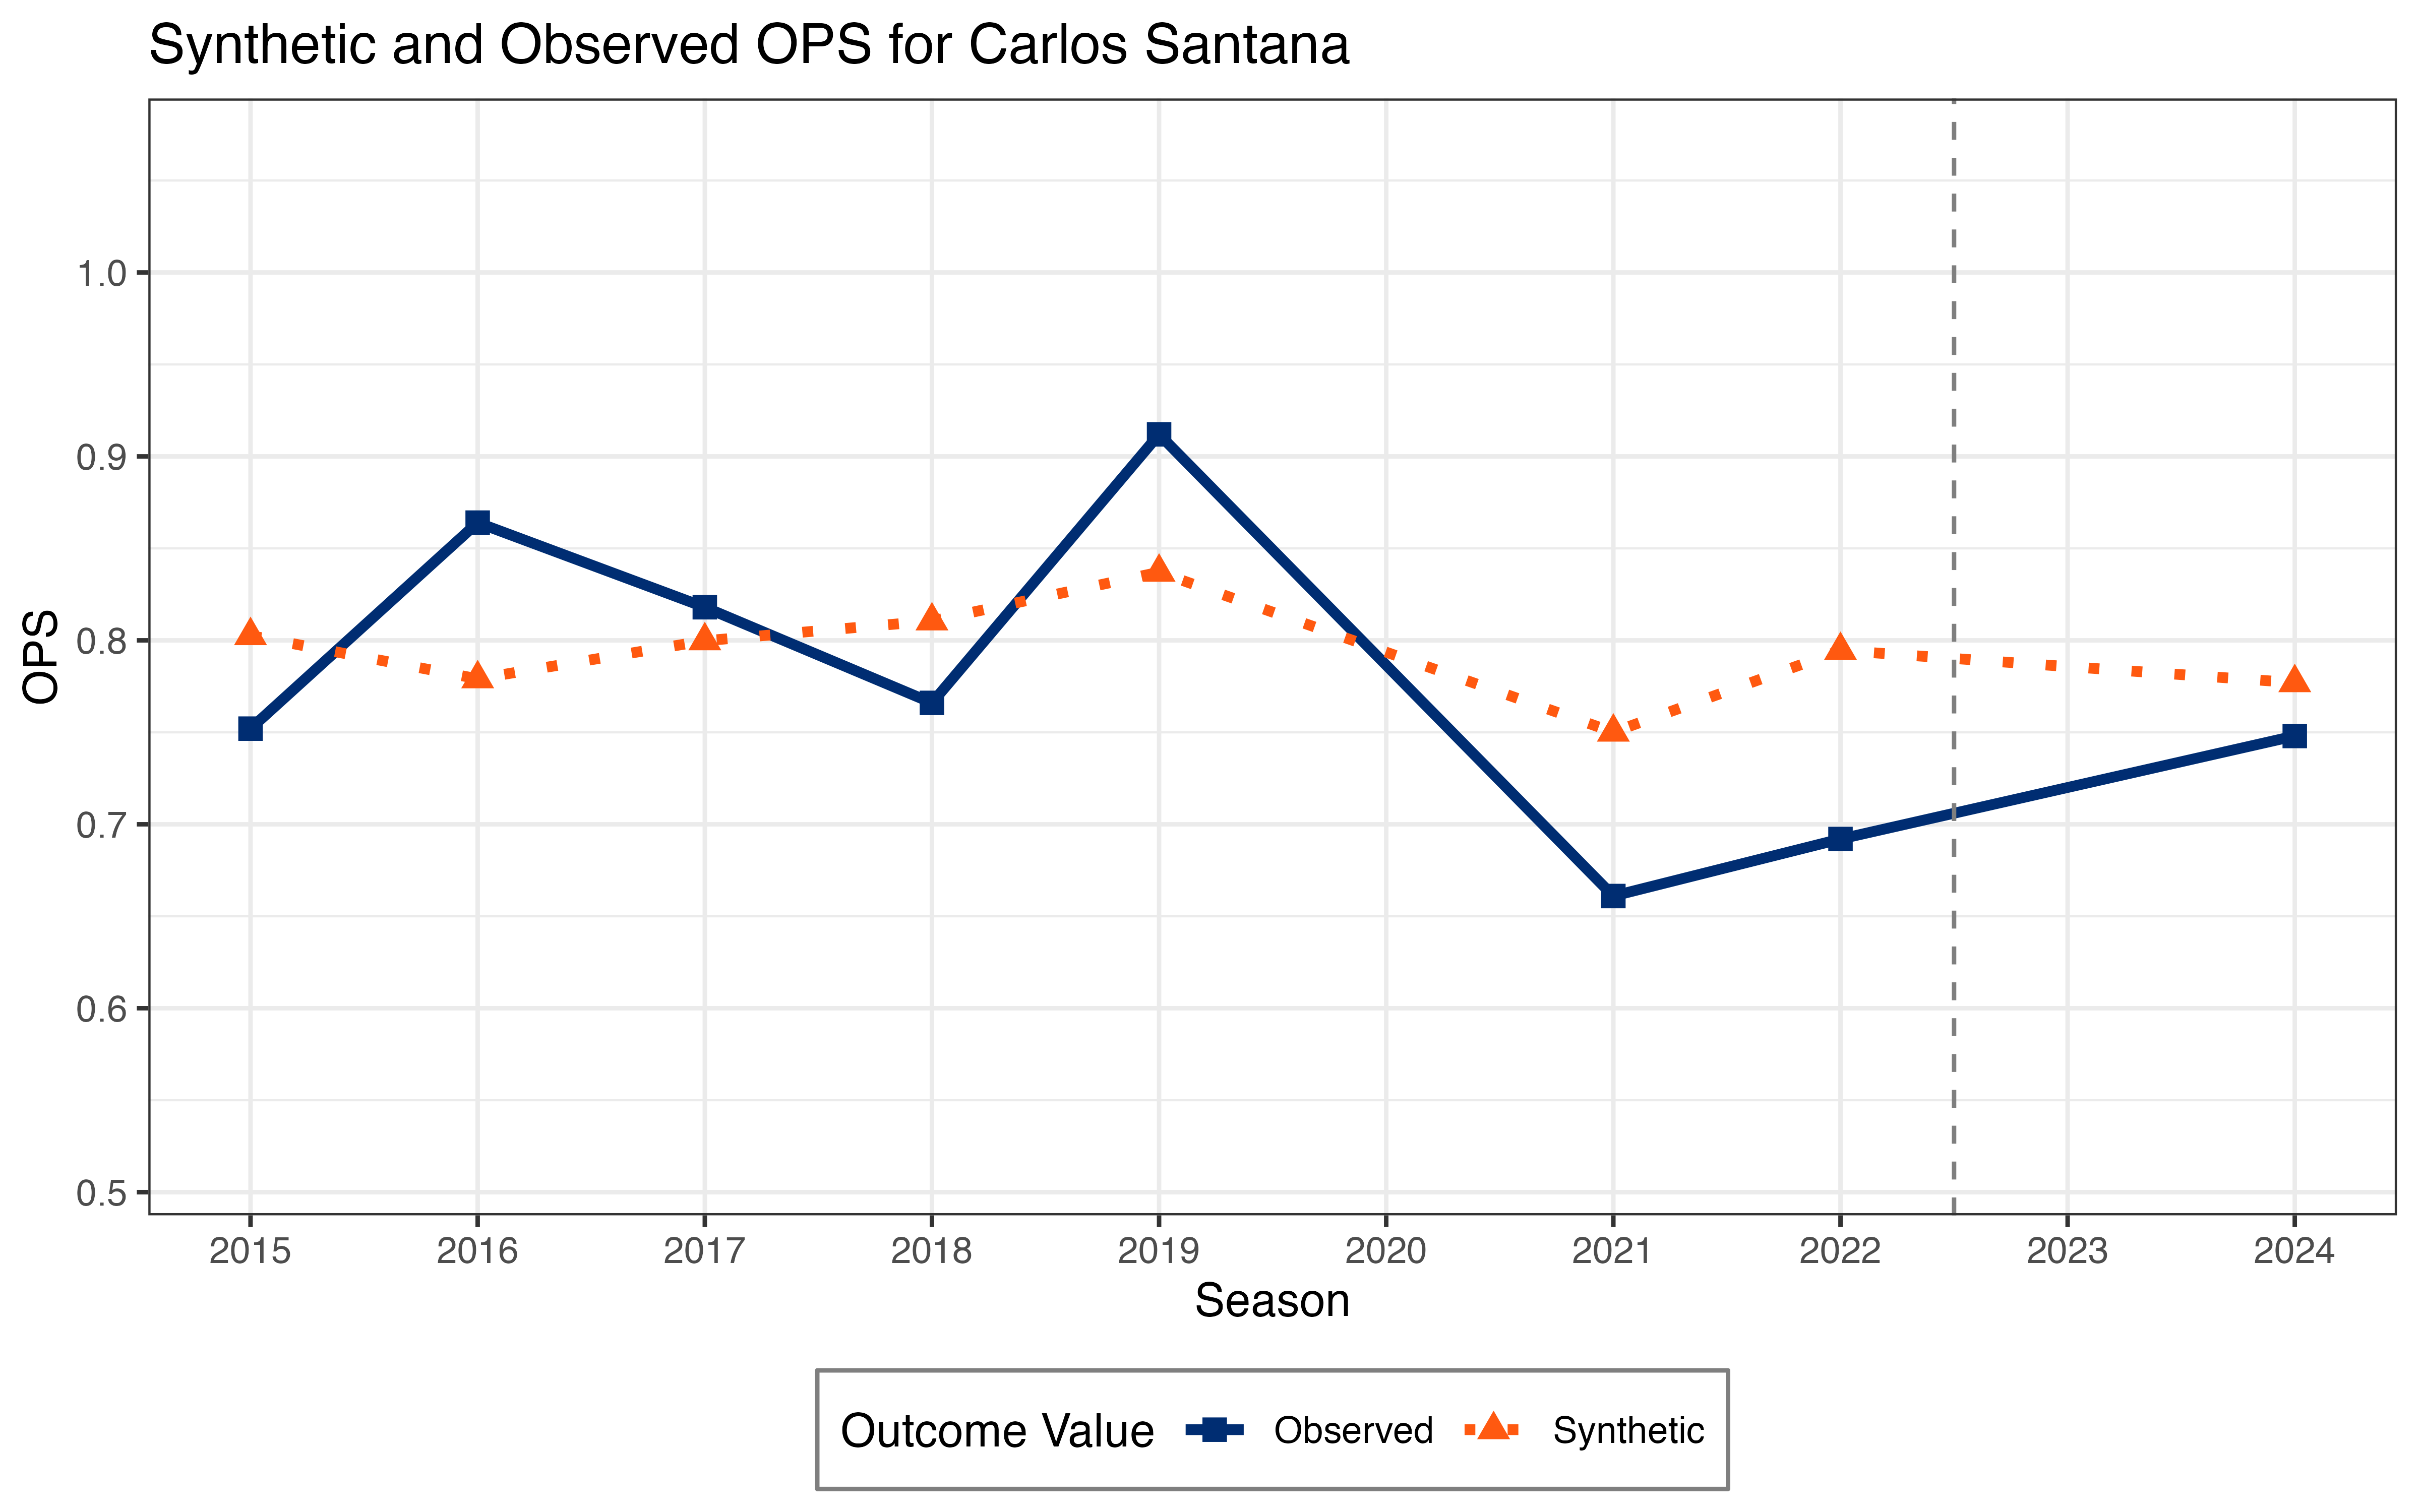 Synthetic and Observed OPS for Carlos Santana
OPS
1.0
0.9
0.8
0.7
0.6
0.5
2015 2016 2017 2018 2019 2020 2021 2022 2023 2024
Season
Outcome Value Observed Synthetic